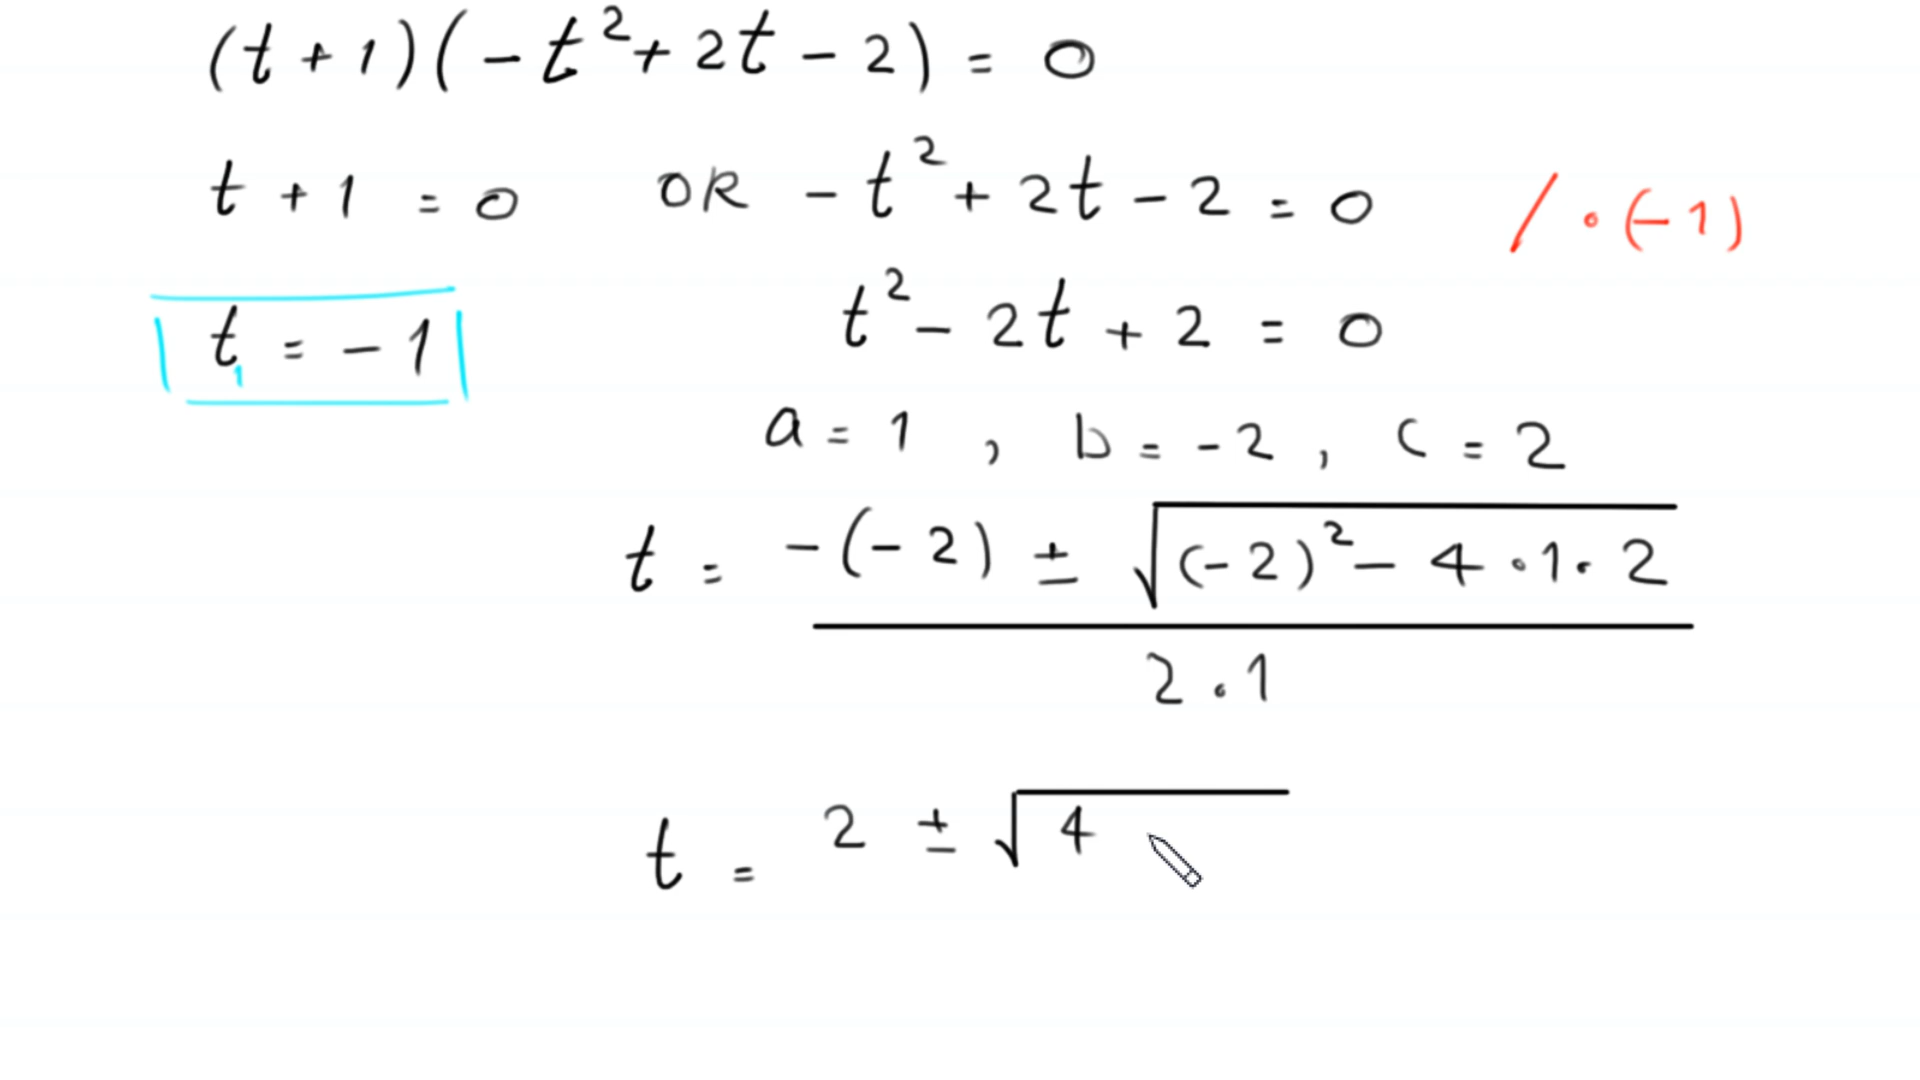 (t + 1)(-t² + 2t - 2) = 0
t + 1 = 0 OR -t² + 2t - 2 = 0 / · (-1)
t² - 2t + 2 = 0
t₁ = -1
a = 1 , b = -2 , c = 2
t = (-(-2) ± √((-2)² - 4 · 1 · 2)) / (2 · 1)
t = 2 ± √4